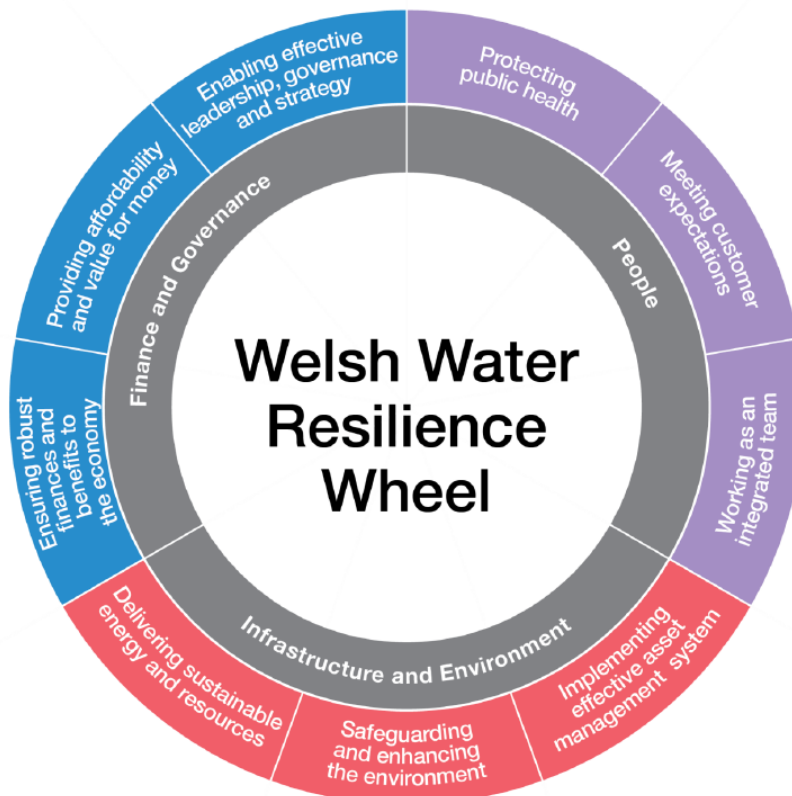 Welsh Water
Resilience
Wheel
People
Protecting
public health
Meeting customer
expectations
Working as an
integrated team
Infrastructure and Environment
Implementing
effective asset
management system
Safeguarding
and enhancing
the environment
Delivering sustainable
energy and resources
Finance and Governance
Ensuring robust
finances and
benefits to
the economy
Providing affordability
and value for money
Enabling effective
leadership, governance
and strategy